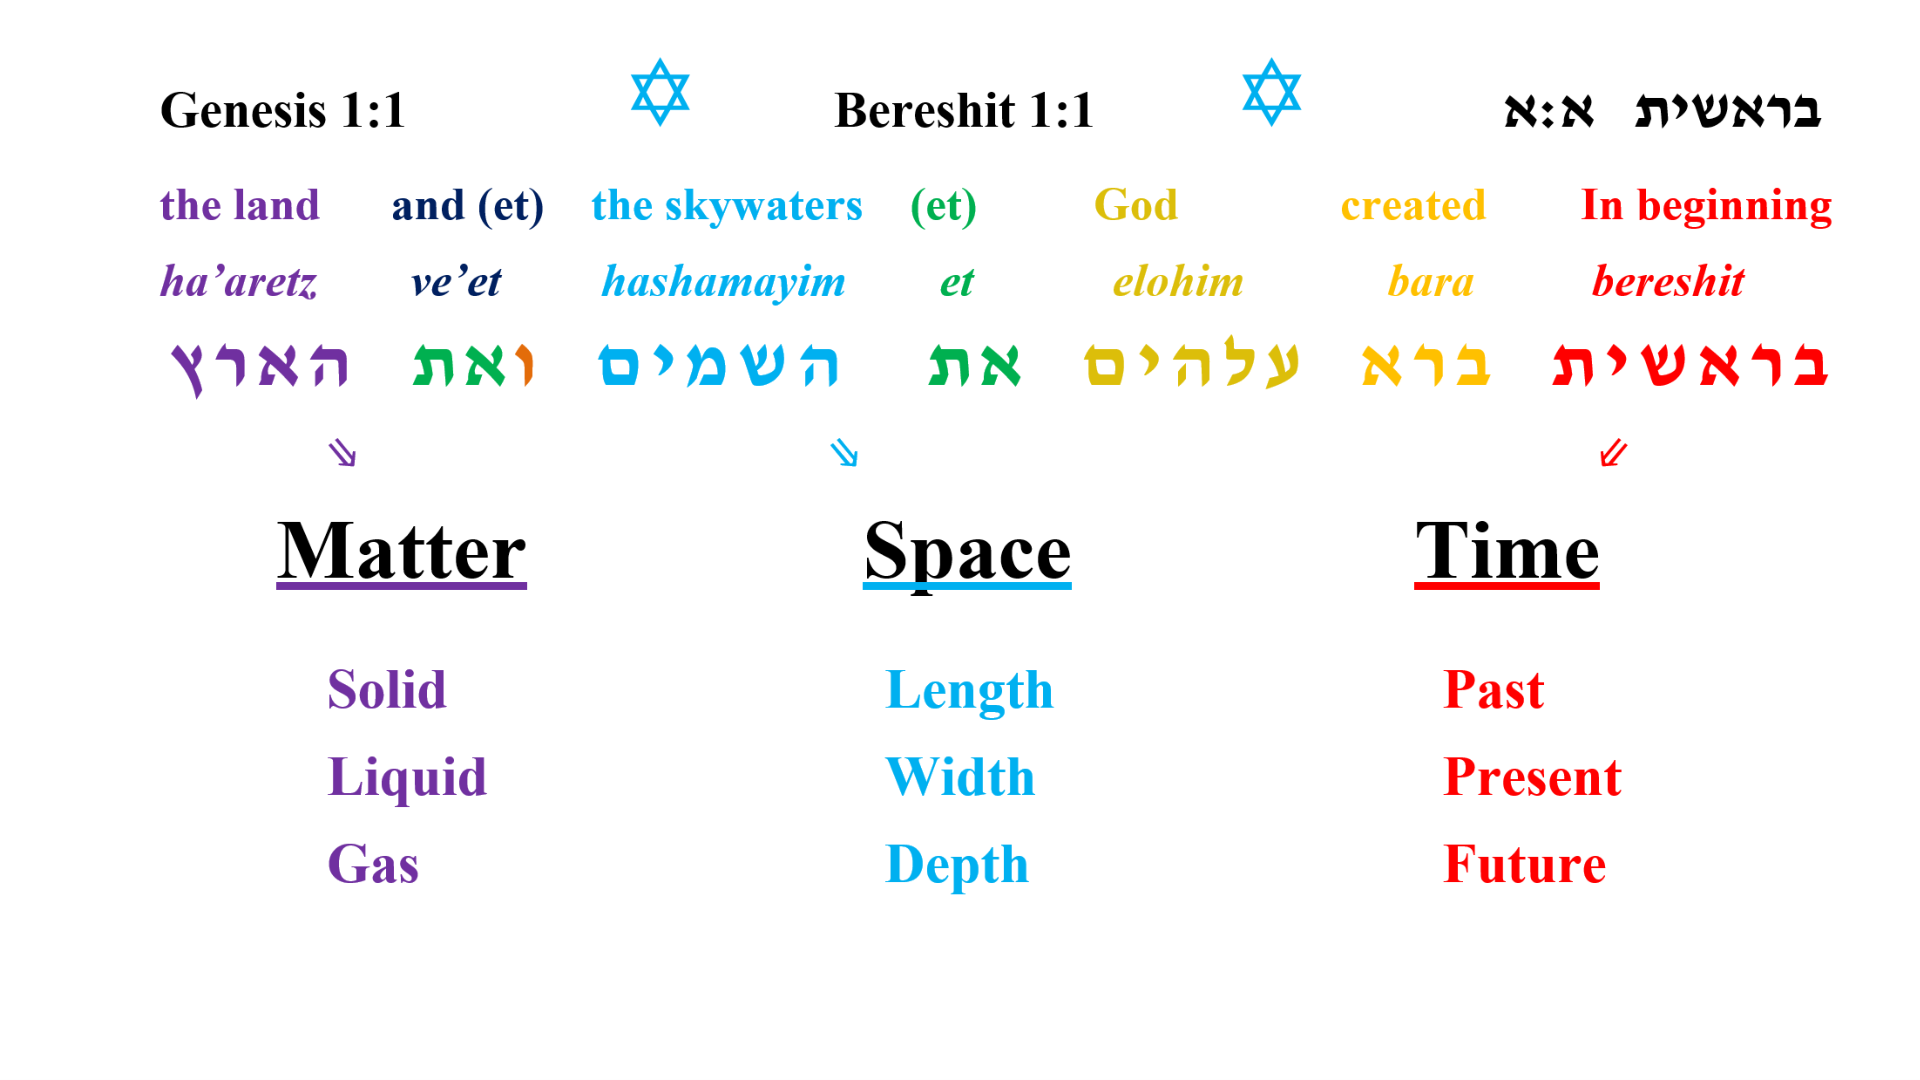 Genesis 1:1 ✡ Bereshit 1:1 ✡ בראשית א:א
the land and (et) the skywaters (et) God created In beginning
ha’aretz ve’et hashamayim et elohim bara bereshit
בראשית ברא עלהים את השמים ואת הארץ
⇘ ⇘ ⇙
Matter Space Time
Solid Length Past
Liquid Width Present
Gas Depth Future